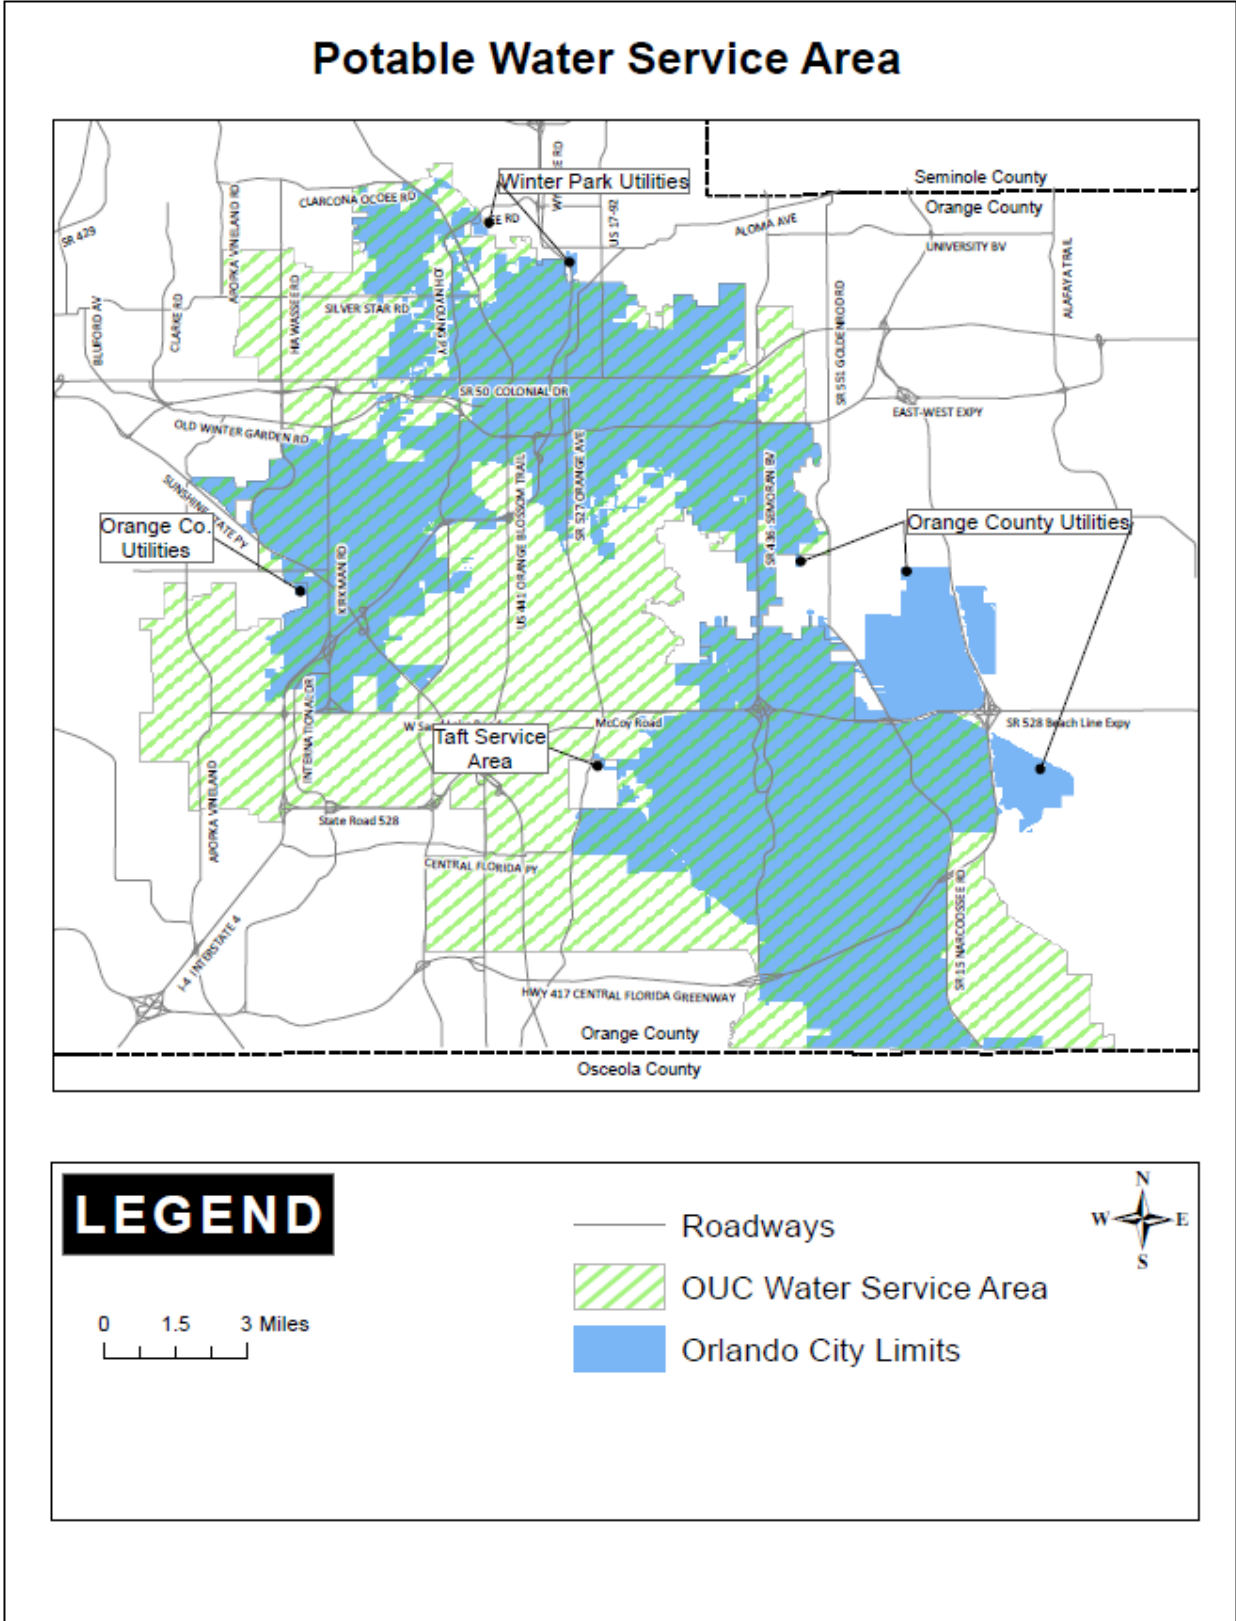 Potable Water Service Area
Seminole County
Orange County
Winter Park Utilities
CLARCONA OCOEE RD
EE RD
US 17-92
ALOMA AVE
UNIVERSITY BV
SR 429
APOPKA VINELAND RD
ALAFAYA TRAIL
BLUFORD AV
CLARKE RD
HIAWASSEE RD
SILVER STAR RD
JOHN YOUNG PY
SR 551 GOLDENROD RD
SR 50 COLONIAL DR
EAST-WEST EXPY
OLD WINTER GARDEN RD
SUNSHINE STATE PY
US 441 ORANGE BLOSSOM TRAIL
SR 527 ORANGE AVE
SR 436 SEMORAN BV
Orange Co.
Utilities
Orange County Utilities
KIRKMAN RD
INTERNATIONAL DR
McCoy Road
SR 528 Beach Line Expy
Taft Service
Area
APOPKA VINELAND
State Road 528
CENTRAL FLORIDA PY
SR 15 NARCOOSSEE RD
I-4 INTERSTATE 4
HWY 417 CENTRAL FLORIDA GREENWAY
Orange County
Osceola County
LEGEND
N
W E
S
Roadways
OUC Water Service Area
Orlando City Limits
0 1.5 3 Miles